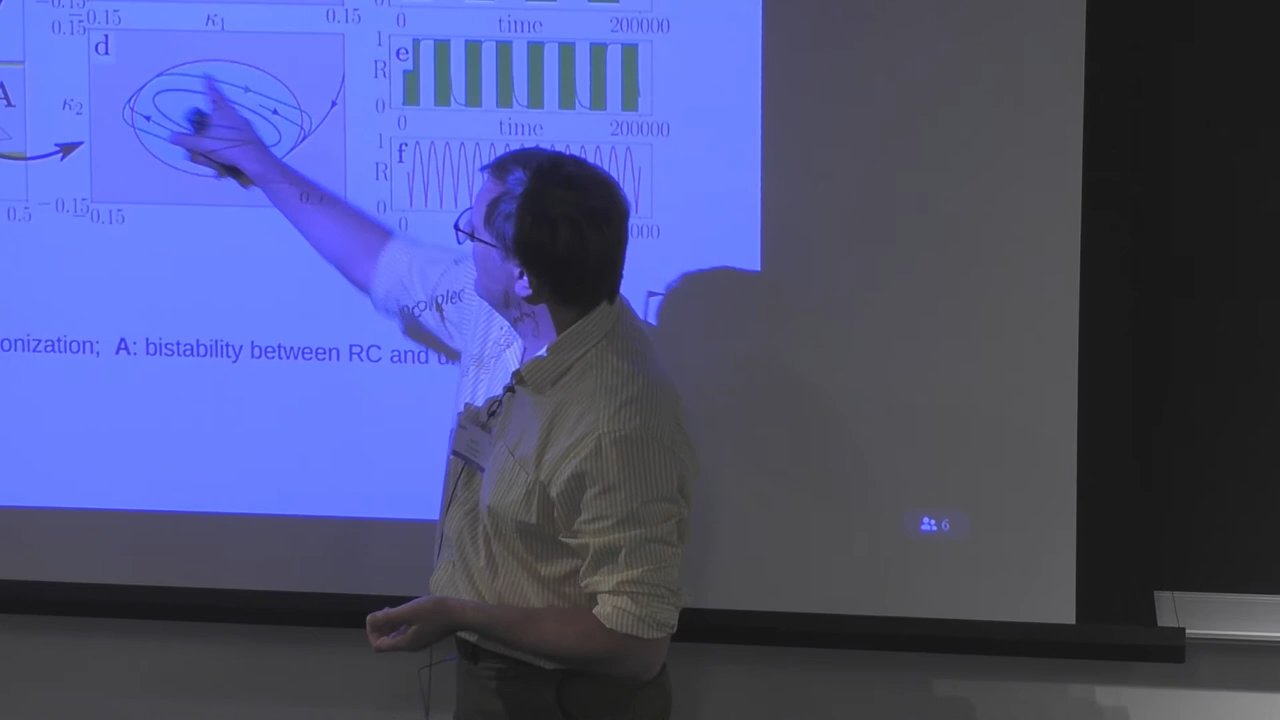 -0.15 0.15
κ₁
0.15
0
time
200000
0.15
d
κ₂
-0.15
0.15
0.5
A
1
R
e
0
0
time
200000
1
R
f
0
0
000
onization; A: bistability between RC and
6